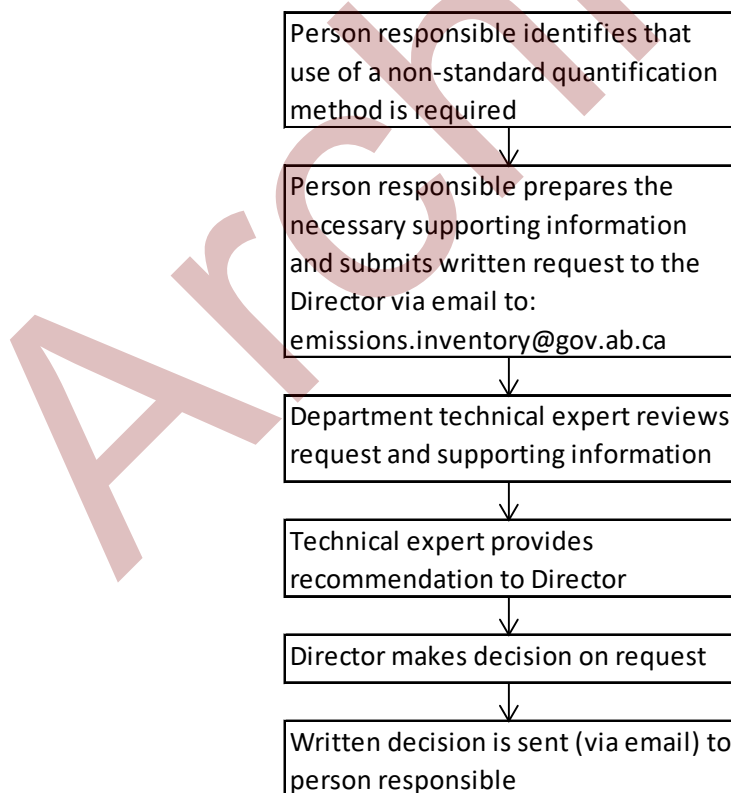 Person responsible identifies that
use of a non-standard quantification
method is required
Person responsible prepares the
necessary supporting information
and submits written request to the
Director via email to:
emissions.inventory@gov.ab.ca
Department technical expert reviews
request and supporting information
Technical expert provides
recommendation to Director
Director makes decision on request
Written decision is sent (via email) to
person responsible
Archi